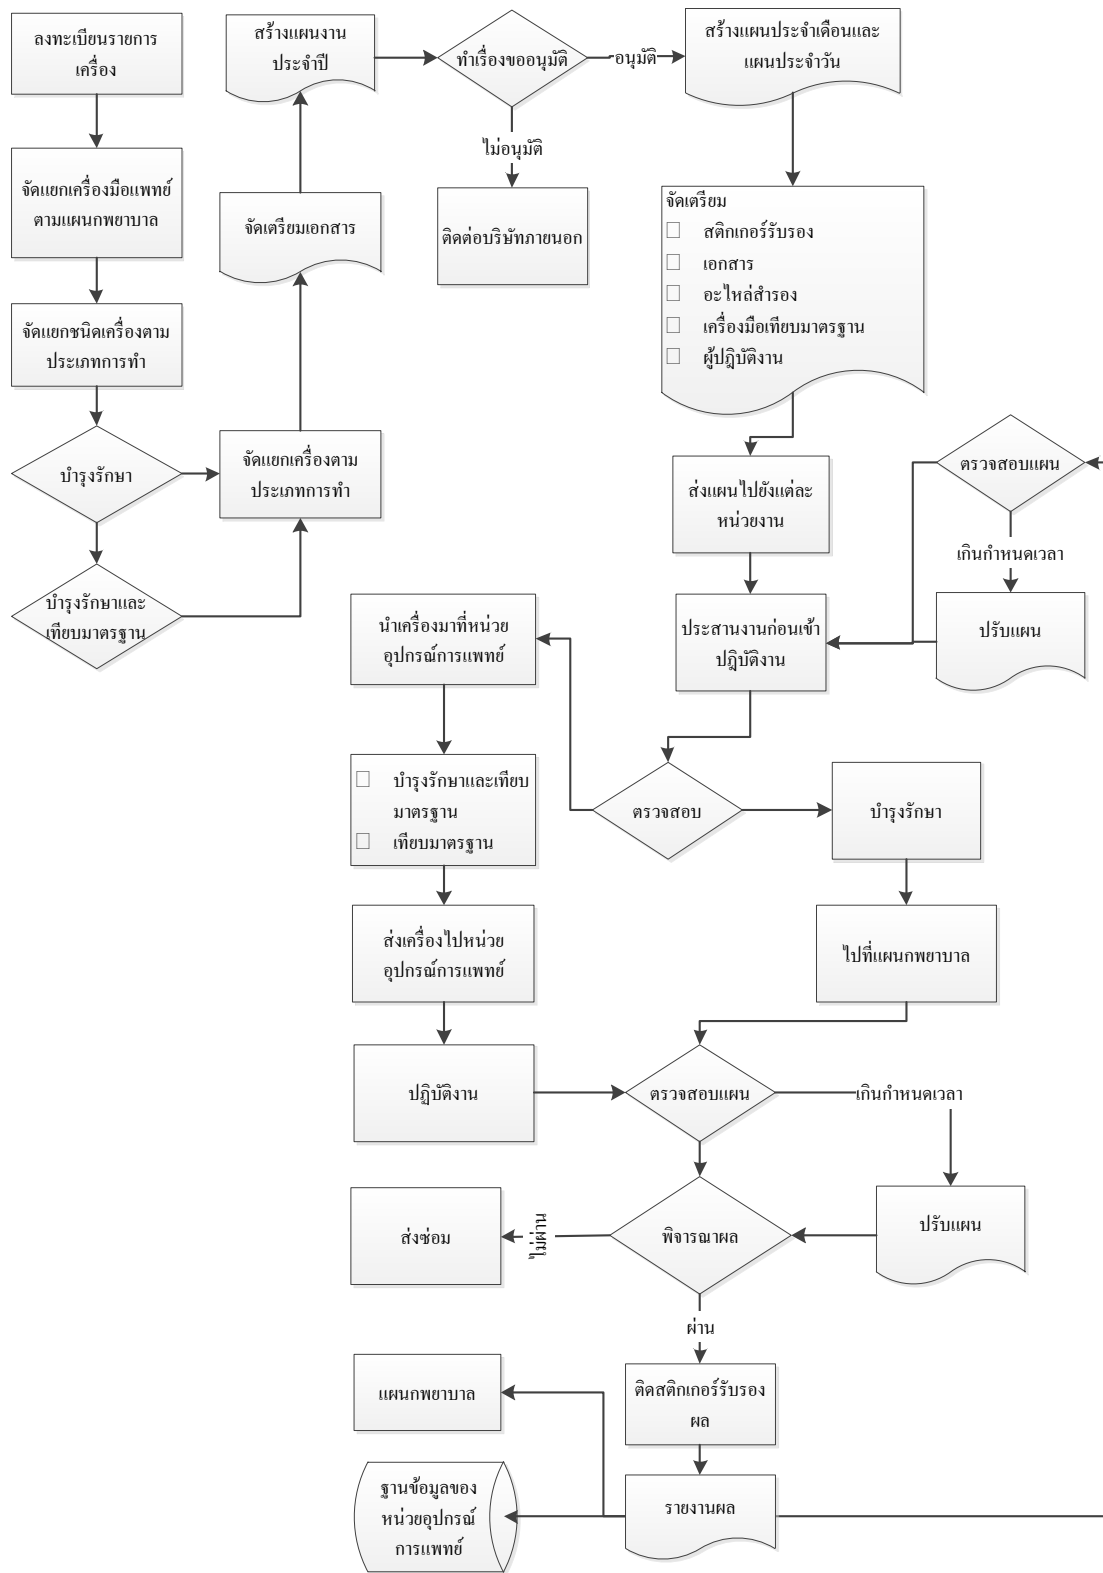 ลงทะเบียนรายการ
เครื่อง
จัดแยกเครื่องมือแพทย์
ตามแผนกพยาบาล
จัดแยกชนิดเครื่องตาม
ประเภทการทำ
บำรุงรักษา
บำรุงรักษาและ
เทียบมาตรฐาน
จัดแยกเครื่องตาม
ประเภทการทำ
จัดเตรียมเอกสาร
สร้างแผนงาน
ประจำปี
ทำเรื่องขออนุมัติ
อนุมัติ
ไม่อนุมัติ
ติดต่อบริษัทภายนอก
สร้างแผนประจำเดือนและ
แผนประจำวัน
จัดเตรียม
สติกเกอร์รับรอง
เอกสาร
อะไหล่สำรอง
เครื่องมือเทียบมาตรฐาน
ผู้ปฎิบัติงาน
ส่งแผนไปยังแต่ละ
หน่วยงาน
ตรวจสอบแผน
เกินกำหนดเวลา
ปรับแผน
ประสานงานก่อนเข้า
ปฎิบัติงาน
ตรวจสอบ
นำเครื่องมาที่หน่วย
อุปกรณ์การแพทย์
บำรุงรักษาและเทียบ
มาตรฐาน
เทียบมาตรฐาน
ส่งเครื่องไปหน่วย
อุปกรณ์การแพทย์
ปฏิบัติงาน
บำรุงรักษา
ไปที่แผนกพยาบาล
ตรวจสอบแผน
เกินกำหนดเวลา
ปรับแผน
พิจารณาผล
ไม่ผ่าน
ส่งซ่อม
ผ่าน
ติดสติกเกอร์รับรอง
ผล
แผนกพยาบาล
รายงานผล
ฐานข้อมูลของ
หน่วยอุปกรณ์
การแพทย์